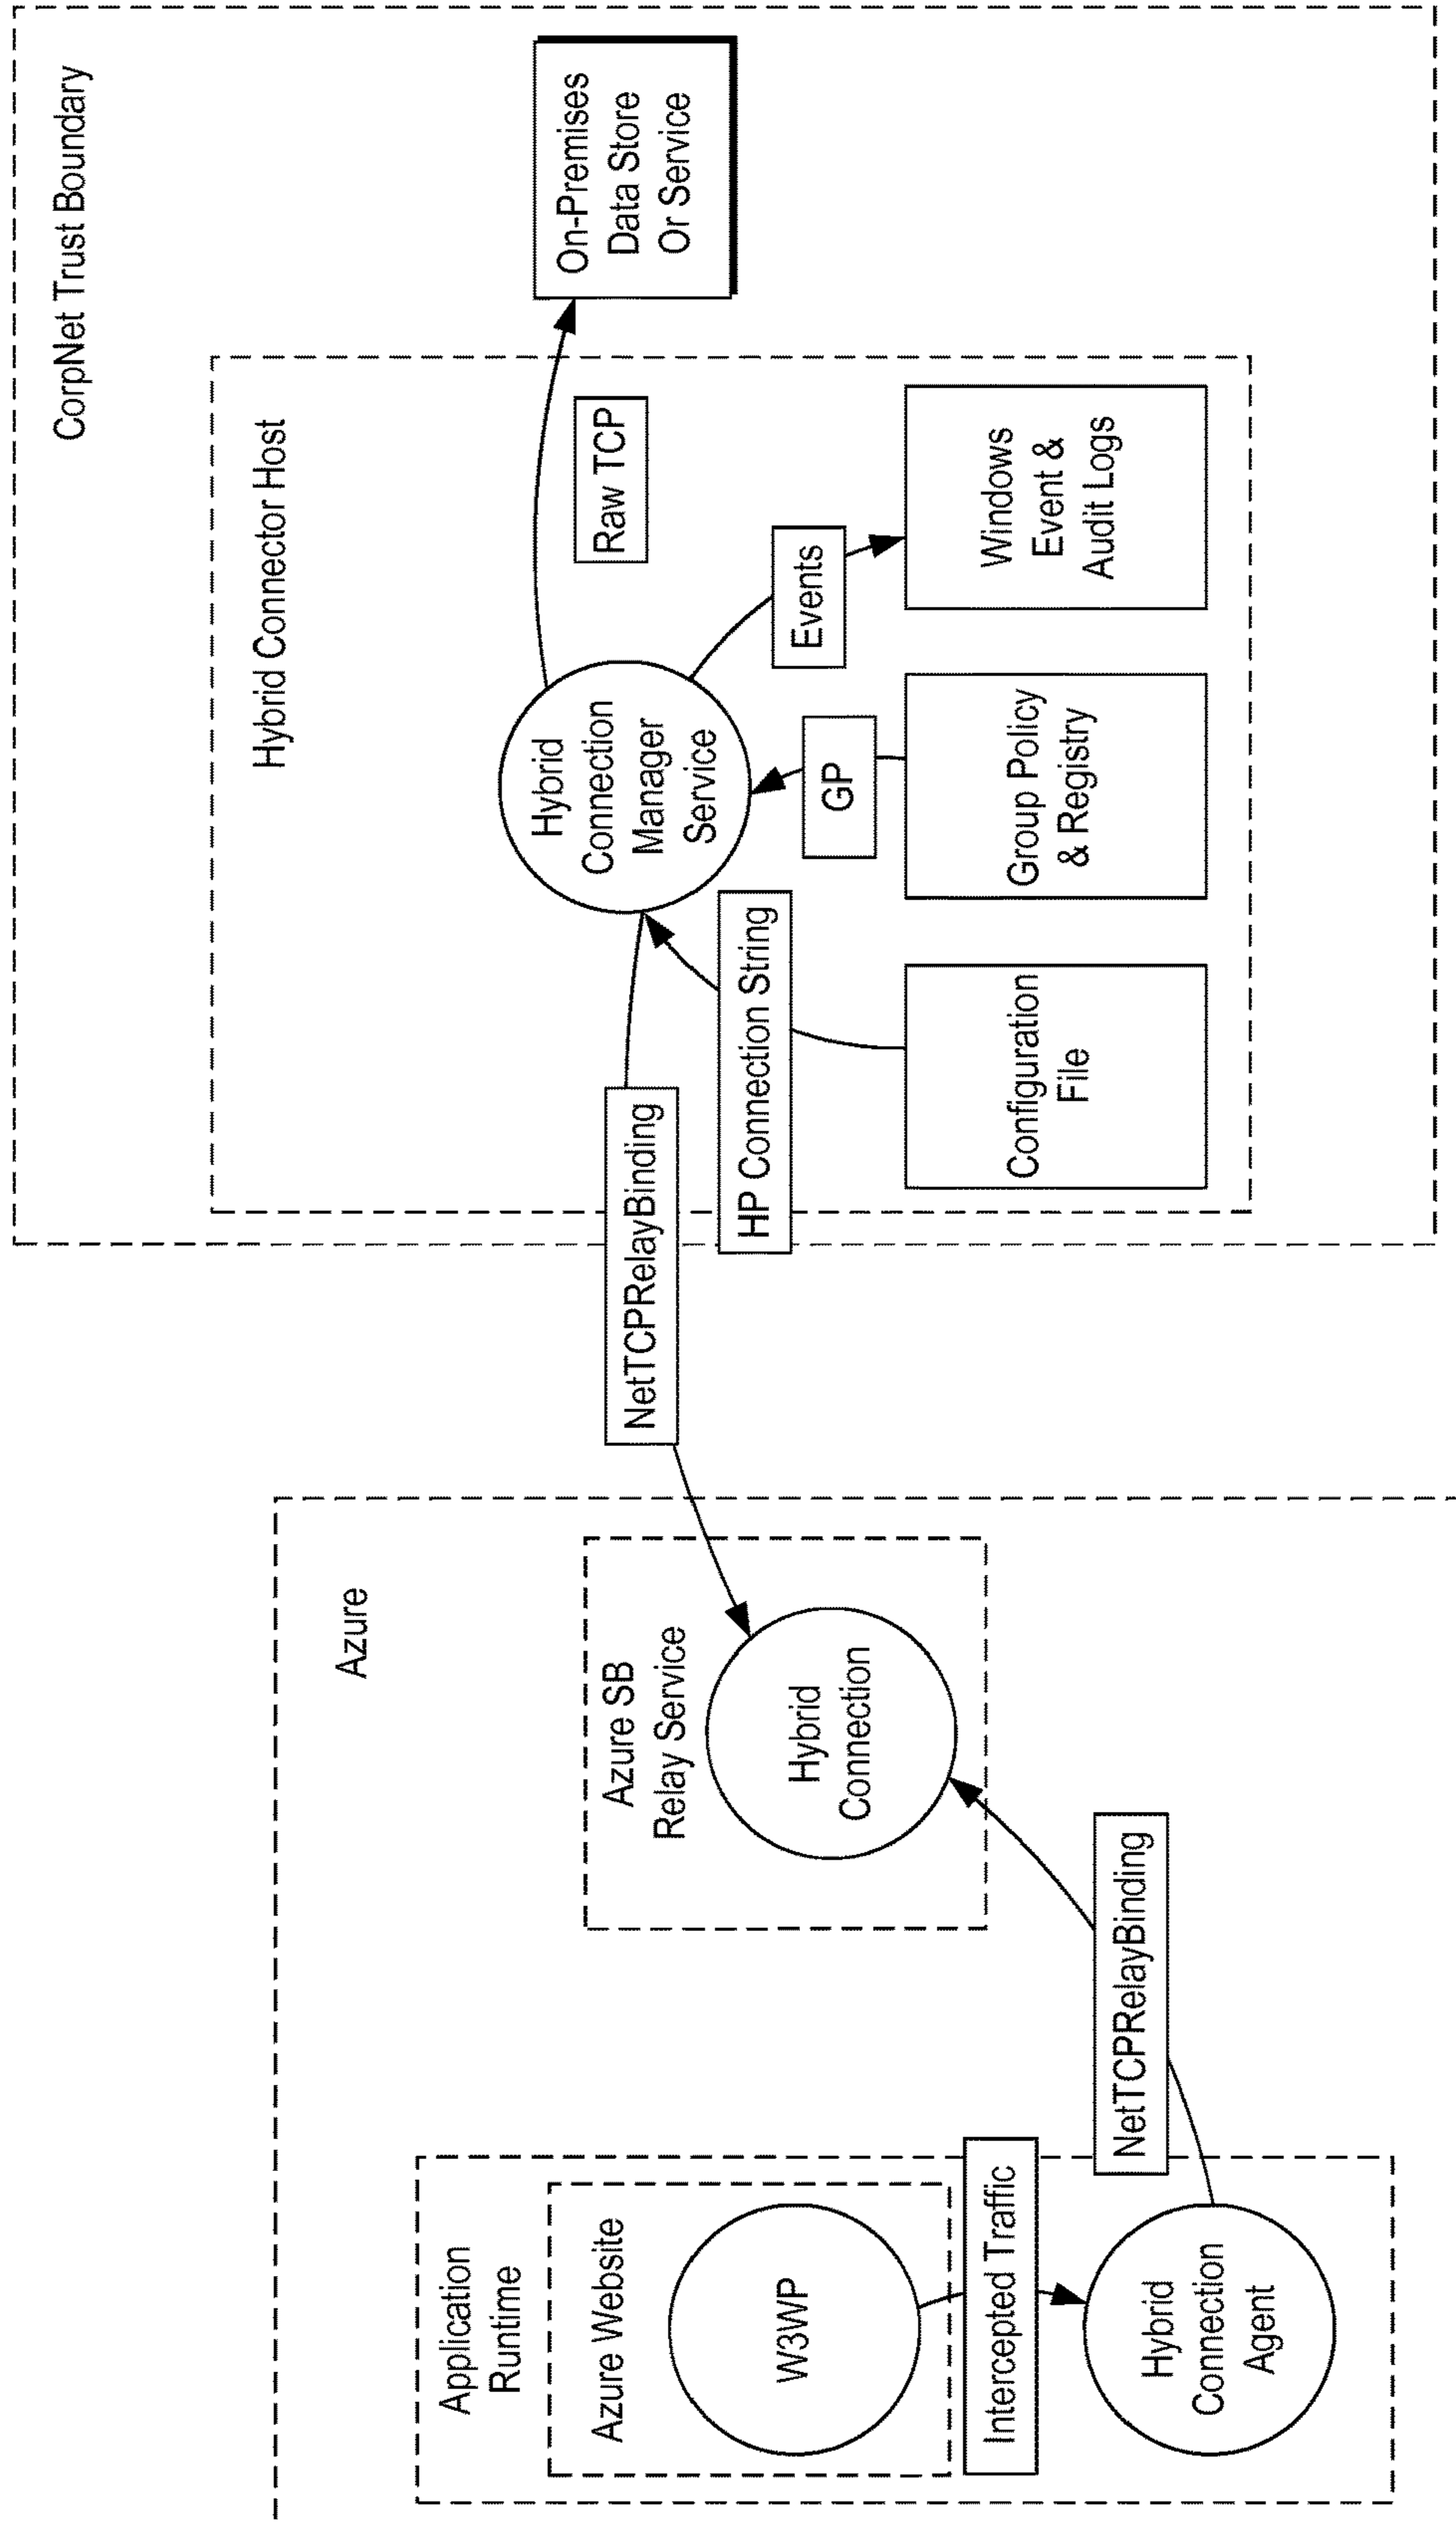 Azure
Application
Runtime
Azure Website
W3WP
Intercepted Traffic
Hybrid
Connection
Agent
NetTCPRelayBinding
Azure SB
Relay Service
Hybrid
Connection
NetTCPRelayBinding
CorpNet Trust Boundary
Hybrid Connector Host
Hybrid
Connection
Manager
Service
HP Connection String
Configuration
File
GP
Group Policy
& Registry
Events
Windows
Event &
Audit Logs
Raw TCP
On-Premises
Data Store
Or Service